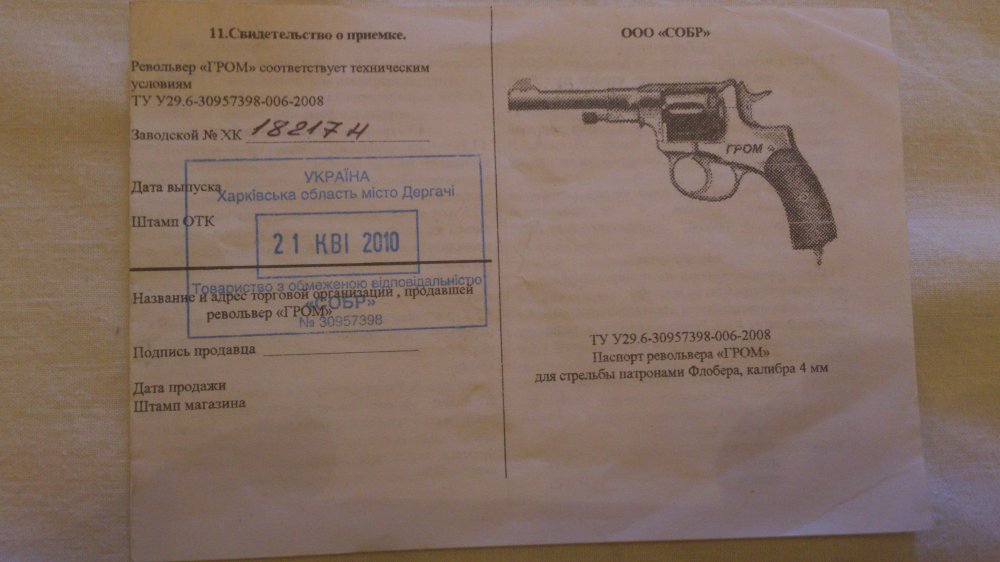 11.Свидетельство о приемке.
Револьвер «ГРОМ» соответствует техническим
условиям
ТУ У29.6-30957398-006-2008
Заводской № ХК 18217Н
Дата выпуска
Штамп ОТК
УКРАЇНА
Харківська область місто Дергачі
21 КВІ 2010
Товариство з обмеженою відповідальністю
«СОБР»
№ 30957398
Название и адрес торговой организации , продавшей
револьвер «ГРОМ»
Подпись продавца
Дата продажи
Штамп магазина
ООО «СОБР»
ГРОМ
ТУ У29.6-30957398-006-2008
Паспорт револьвера «ГРОМ»
для стрельбы патронами Флобера, калибра 4 мм